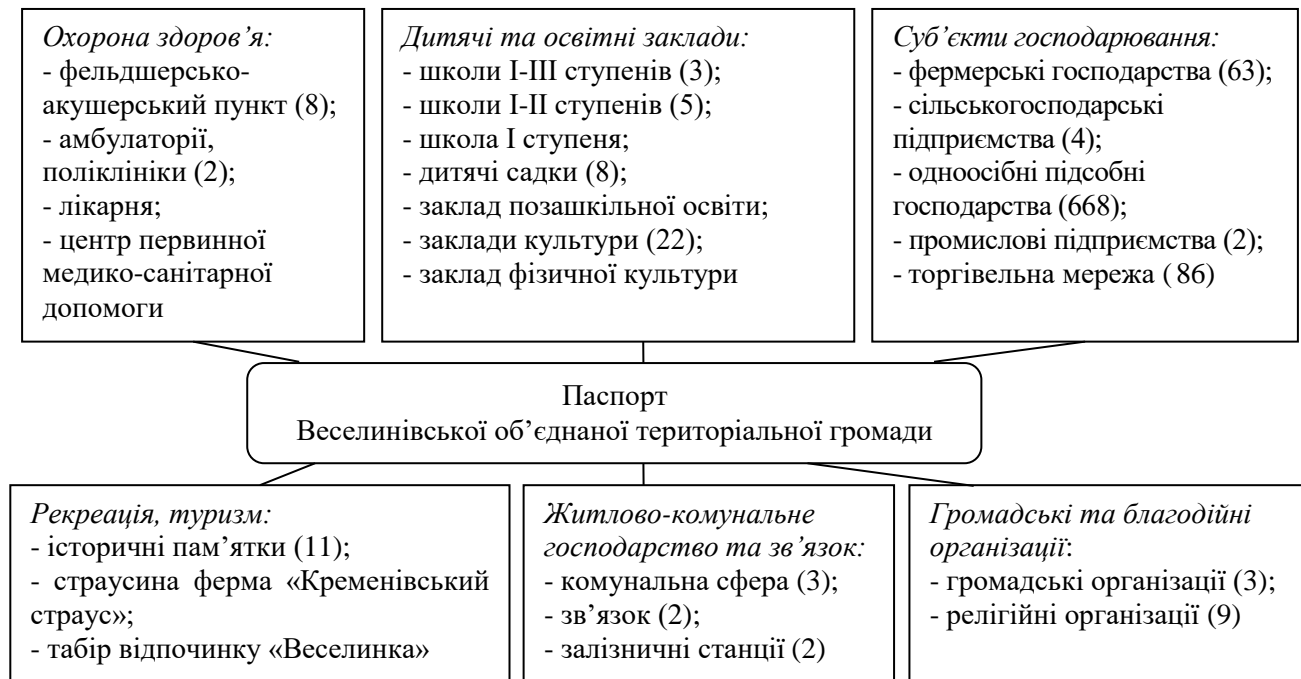 Охорона здоров’я:
- фельдшерсько-
акушерський пункт (8);
- амбулаторії,
поліклініки (2);
- лікарня;
- центр первинної
медико-санітарної
допомоги
Дитячі та освітні заклади:
- школи І-ІІІ ступенів (3);
- школи І-ІІ ступенів (5);
- школа І ступеня;
- дитячі садки (8);
- заклад позашкільної освіти;
- заклади культури (22);
- заклад фізичної культури
Суб’єкти господарювання:
- фермерські господарства (63);
- сільськогосподарські
підприємства (4);
- одноосібні підсобні
господарства (668);
- промислові підприємства (2);
- торгівельна мережа (86)
Паспорт
Веселинівської об’єднаної територіальної громади
Рекреація, туризм:
- історичні пам’ятки (11);
- страусина ферма «Кременівський
страус»;
- табір відпочинку «Веселинка»
Житлово-комунальне
господарство та зв’язок:
- комунальна сфера (3);
- зв’язок (2);
- залізничні станції (2)
Громадські та благодійні
організації:
- громадські організації (3);
- релігійні організації (9)